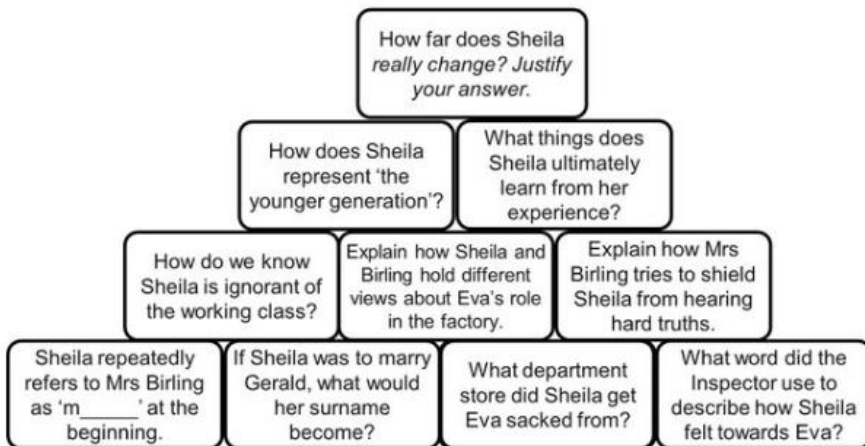 How far does Sheila
really change? Justify
your answer.
How does Sheila
represent ‘the
younger generation’?
What things does
Sheila ultimately
learn from her
experience?
How do we know
Sheila is ignorant of
the working class?
Explain how Sheila and
Birling hold different
views about Eva’s role
in the factory.
Explain how Mrs
Birling tries to shield
Sheila from hearing
hard truths.
Sheila repeatedly
refers to Mrs Birling
as ‘m_____’ at the
beginning.
If Sheila was to marry
Gerald, what would
her surname
become?
What department
store did Sheila get
Eva sacked from?
What word did the
Inspector use to
describe how Sheila
felt towards Eva?